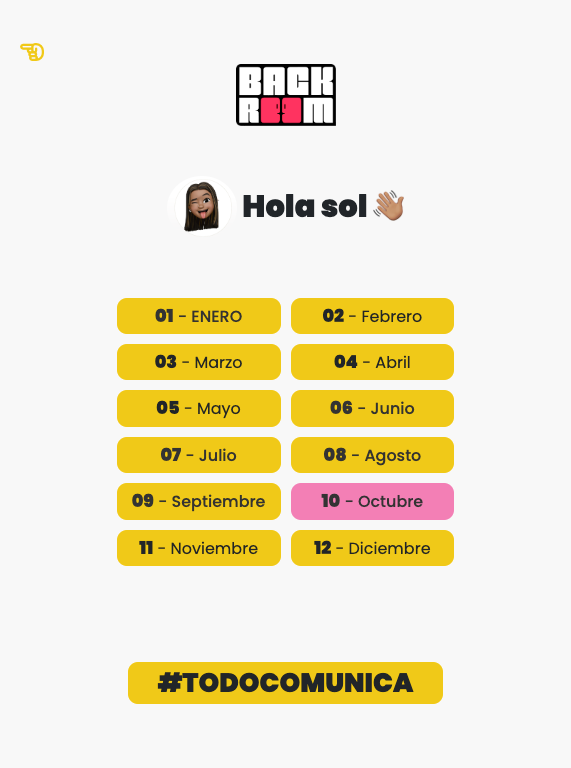 BACK
ROOM
Hola sol
01 - ENERO
02 - Febrero
03 - Marzo
04 - Abril
05 - Mayo
06 - Junio
07 - Julio
08 - Agosto
09 - Septiembre
10 - Octubre
11 - Noviembre
12 - Diciembre
#TODOCOMUNICA